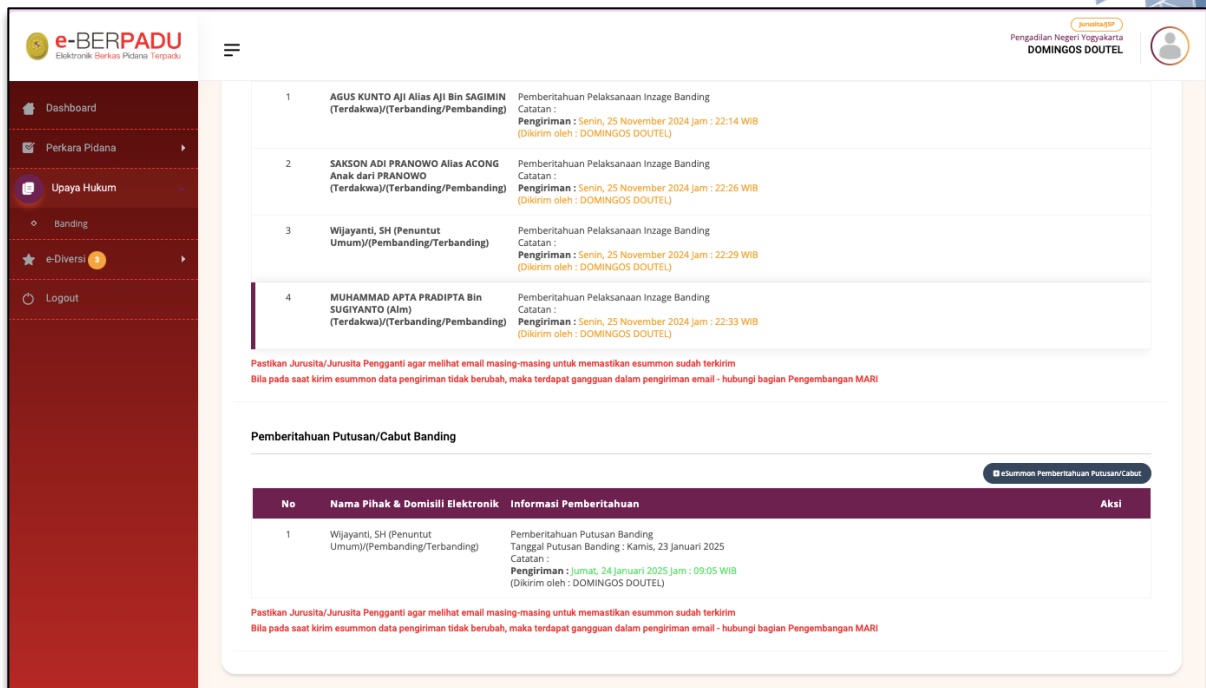 e-BERPADU
Elektronik Berkas Pidana Terpadu
Jurusita/JSP
Pengadilan Negeri Yogyakarta
DOMINGOS DOUTEL
Dashboard
Perkara Pidana
Upaya Hukum
Banding
e-Diversi 3
Logout
1 AGUS KUNTO AJI Alias AJI Bin SAGIMIN Pemberitahuan Pelaksanaan Inzage Banding
(Terdakwa)/(Terbanding/Pembanding) Catatan :
Pengiriman : Senin, 25 November 2024 Jam : 22:14 WIB
(Dikirim oleh : DOMINGOS DOUTEL)
2 SAKSON ADI PRANOWO Alias ACONG Pemberitahuan Pelaksanaan Inzage Banding
Anak dari PRANOWO Catatan :
(Terdakwa)/(Terbanding/Pembanding) Pengiriman : Senin, 25 November 2024 Jam : 22:26 WIB
(Dikirim oleh : DOMINGOS DOUTEL)
3 Wijayanti, SH (Penuntut Pemberitahuan Pelaksanaan Inzage Banding
Umum)/(Pembanding/Terbanding) Catatan :
Pengiriman : Senin, 25 November 2024 Jam : 22:29 WIB
(Dikirim oleh : DOMINGOS DOUTEL)
4 MUHAMMAD APTA PRADIPTA Bin Pemberitahuan Pelaksanaan Inzage Banding
SUGIYANTO (Alm) Catatan :
(Terdakwa)/(Terbanding/Pembanding) Pengiriman : Senin, 25 November 2024 Jam : 22:33 WIB
(Dikirim oleh : DOMINGOS DOUTEL)
Pastikan Jurusita/Jurusita Pengganti agar melihat email masing-masing untuk memastikan esummon sudah terkirim
Bila pada saat kirim esummon data pengiriman tidak berubah, maka terdapat gangguan dalam pengiriman email - hubungi bagian Pengembangan MARI
Pemberitahuan Putusan/Cabut Banding
eSummon Pemberitahuan Putusan/Cabut
No Nama Pihak & Domisili Elektronik Informasi Pemberitahuan Aksi
1 Wijayanti, SH (Penuntut Pemberitahuan Putusan Banding
Umum)/(Pembanding/Terbanding) Tanggal Putusan Banding : Kamis, 23 Januari 2025
Catatan :
Pengiriman : Jumat, 24 Januari 2025 Jam : 09:05 WIB
(Dikirim oleh : DOMINGOS DOUTEL)
Pastikan Jurusita/Jurusita Pengganti agar melihat email masing-masing untuk memastikan esummon sudah terkirim
Bila pada saat kirim esummon data pengiriman tidak berubah, maka terdapat gangguan dalam pengiriman email - hubungi bagian Pengembangan MARI